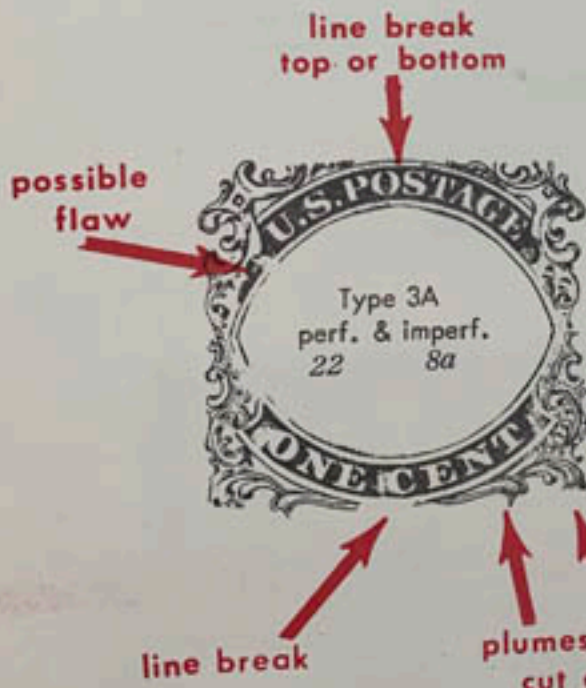 line break
top or bottom
possible
flaw
U.S. POSTAGE
Type 3A
perf. & imperf.
22 8a
ONE CENT
line break
plumes
cut